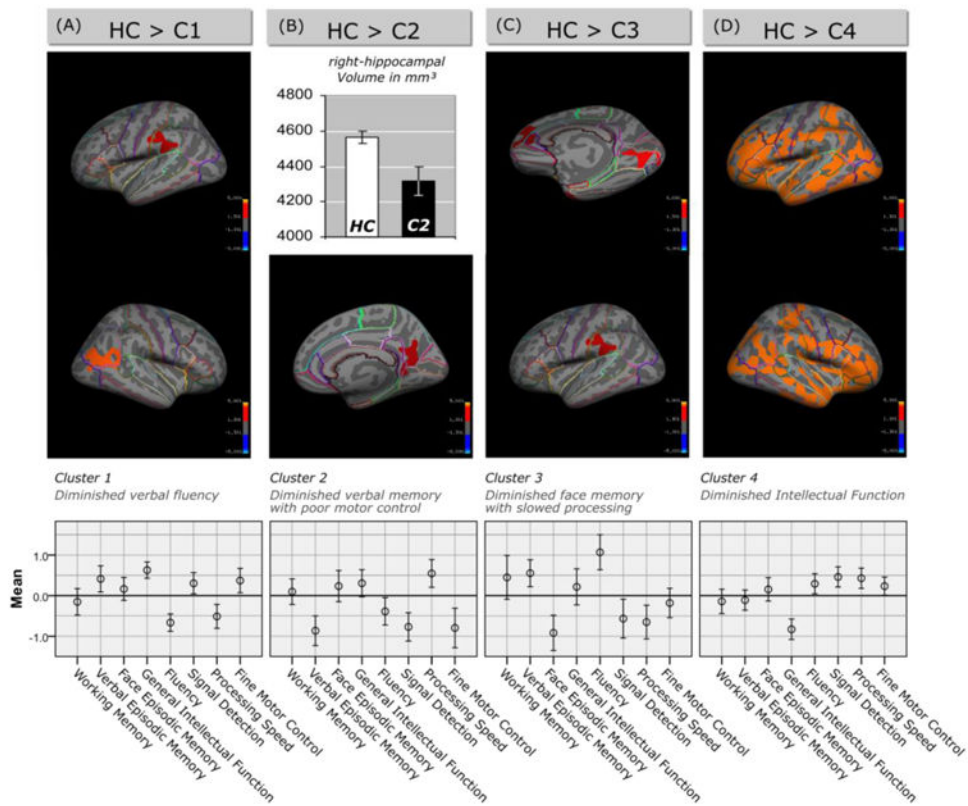 (A) HC > C1
(B) HC > C2
(C) HC > C3
(D) HC > C4
right-hippocampal
Volume in mm³
4800
4600
4400
4200
4000
HC
C2
Cluster 1
Diminished verbal fluency
Cluster 2
Diminished verbal memory
with poor motor control
Cluster 3
Diminished face memory
with slowed processing
Cluster 4
Diminished Intellectual Function
Mean
1.0
0.0
-1.0
Working Memory
Verbal Episodic Memory
Face Episodic Memory
General Intellectual Function
Fluency
Signal Detection
Processing Speed
Fine Motor Control
Working Memory
Verbal Episodic Memory
Face Episodic Memory
General Intellectual Function
Fluency
Signal Detection
Processing Speed
Fine Motor Control
Working Memory
Verbal Episodic Memory
Face Episodic Memory
General Intellectual Function
Fluency
Signal Detection
Processing Speed
Fine Motor Control
Working Memory
Verbal Episodic Memory
Face Episodic Memory
General Intellectual Function
Fluency
Signal Detection
Processing Speed
Fine Motor Control